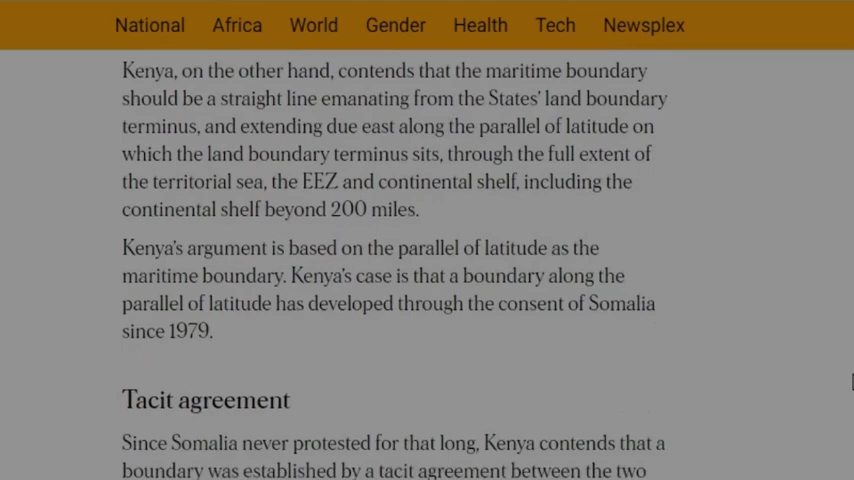 National Africa World Gender Health Tech Newsplex
Kenya, on the other hand, contends that the maritime boundary
should be a straight line emanating from the States' land boundary
terminus, and extending due east along the parallel of latitude on
which the land boundary terminus sits, through the full extent of
the territorial sea, the EEZ and continental shelf, including the
continental shelf beyond 200 miles.
Kenya's argument is based on the parallel of latitude as the
maritime boundary. Kenya's case is that a boundary along the
parallel of latitude has developed through the consent of Somalia
since 1979.
Tacit agreement
Since Somalia never protested for that long, Kenya contends that a
boundary was established by a tacit agreement between the two